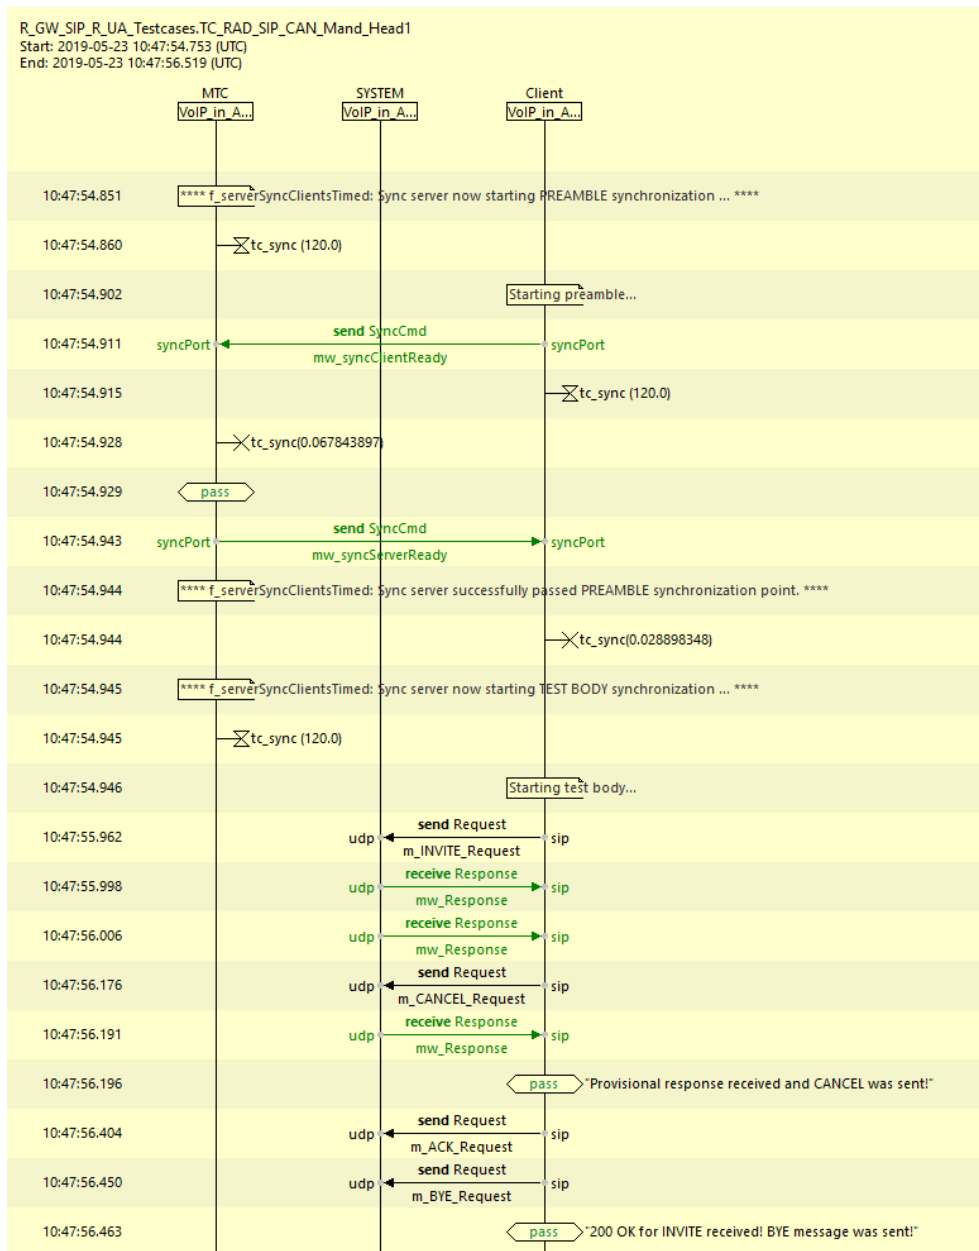 R_GW_SIP_R_UA_Testcases.TC_RAD_SIP_CAN_Mand_Head1
Start: 2019-05-23 10:47:54.753 (UTC)
End: 2019-05-23 10:47:56.519 (UTC)
MTC SYSTEM Client
VoIP_in_A... VoIP_in_A... VoIP_in_A...
10:47:54.851 **** f_serverSyncClientsTimed: Sync server now starting PREAMBLE synchronization ... ****
10:47:54.860 tc_sync (120.0)
10:47:54.902 Starting preamble...
send SyncCmd
10:47:54.911 syncPort syncPort
mw_syncClientReady
10:47:54.915 tc_sync (120.0)
10:47:54.928 tc_sync(0.067843897)
10:47:54.929 pass
send SyncCmd
10:47:54.943 syncPort syncPort
mw_syncServerReady
10:47:54.944 **** f_serverSyncClientsTimed: Sync server successfully passed PREAMBLE synchronization point. ****
10:47:54.944 tc_sync(0.028898348)
10:47:54.945 **** f_serverSyncClientsTimed: Sync server now starting TEST BODY synchronization ... ****
10:47:54.945 tc_sync (120.0)
10:47:54.946 Starting test body...
send Request
10:47:55.962 udp sip
m_INVITE_Request
receive Response
10:47:55.998 udp sip
mw_Response
receive Response
10:47:56.006 udp sip
mw_Response
send Request
10:47:56.176 udp sip
m_CANCEL_Request
receive Response
10:47:56.191 udp sip
mw_Response
10:47:56.196 pass "Provisional response received and CANCEL was sent!"
send Request
10:47:56.404 udp sip
m_ACK_Request
send Request
10:47:56.450 udp sip
m_BYE_Request
10:47:56.463 pass "200 OK for INVITE received! BYE message was sent!"